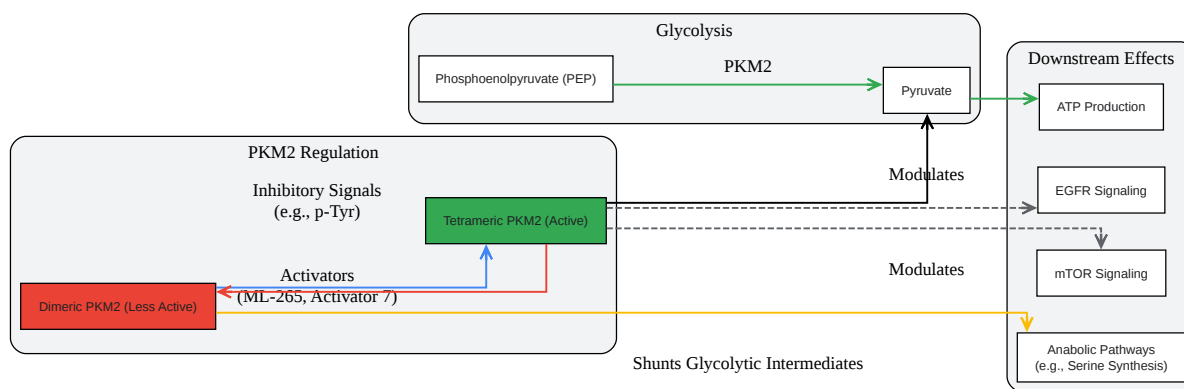 Glycolysis
Phosphoenolpyruvate (PEP)
PKM2
Pyruvate
Downstream Effects
ATP Production
PKM2 Regulation
Inhibitory Signals
(e.g., p-Tyr)
Tetrameric PKM2 (Active)
Modulates
EGFR Signaling
Activators
(ML-265, Activator 7)
Dimeric PKM2 (Less Active)
Modulates
mTOR Signaling
Shunts Glycolytic Intermediates
Anabolic Pathways
(e.g., Serine Synthesis)